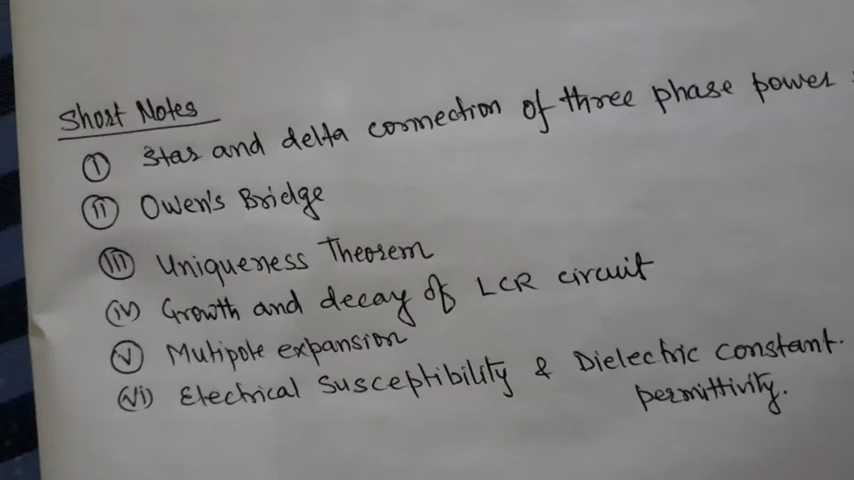 Short Notes
(I) Star and delta connection of three phase power
(II) Owen's Bridge
(III) Uniqueness Theorem
(iv) Growth and decay of LCR circuit
(V) Mutipole expansion
(Vi) Electrical Susceptibility & Dielectric constant.
permittivity.